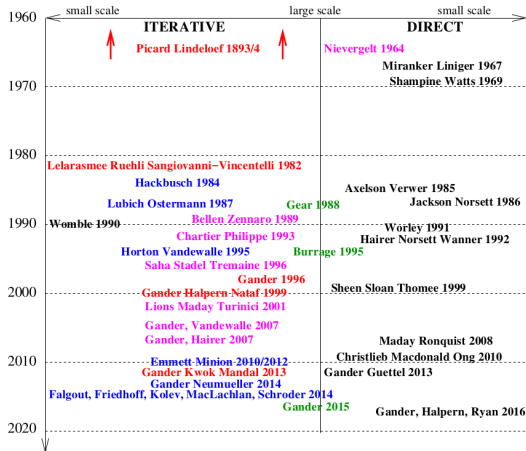 small scale large scale small scale
1960
ITERATIVE DIRECT
Picard Lindeloef 1893/4
Nievergelt 1964
Miranker Liniger 1967
Shampine Watts 1969
1970
1980
Lelarasmee Ruehli Sangiovanni−Vincentelli 1982
Hackbusch 1984
Axelson Verwer 1985
Jackson Norsett 1986
Lubich Ostermann 1987
Gear 1988
Bellen Zennaro 1989
1990
Womble 1990
Worley 1991
Chartier Philippe 1993
Hairer Norsett Wanner 1992
Horton Vandewalle 1995
Burrage 1995
Saha Stadel Tremaine 1996
Gander 1996
Sheen Sloan Thomee 1999
2000
Gander Halpern Nataf 1999
Lions Maday Turinici 2001
Gander, Vandewalle 2007
Gander, Hairer 2007
Maday Ronquist 2008
Christlieb Macdonald Ong 2010
2010
Emmett Minion 2010/2012
Gander Kwok Mandal 2013
Gander Guettel 2013
Gander Neumueller 2014
Falgout, Friedhoff, Kolev, MacLachlan, Schroder 2014
Gander 2015
Gander, Halpern, Ryan 2016
2020